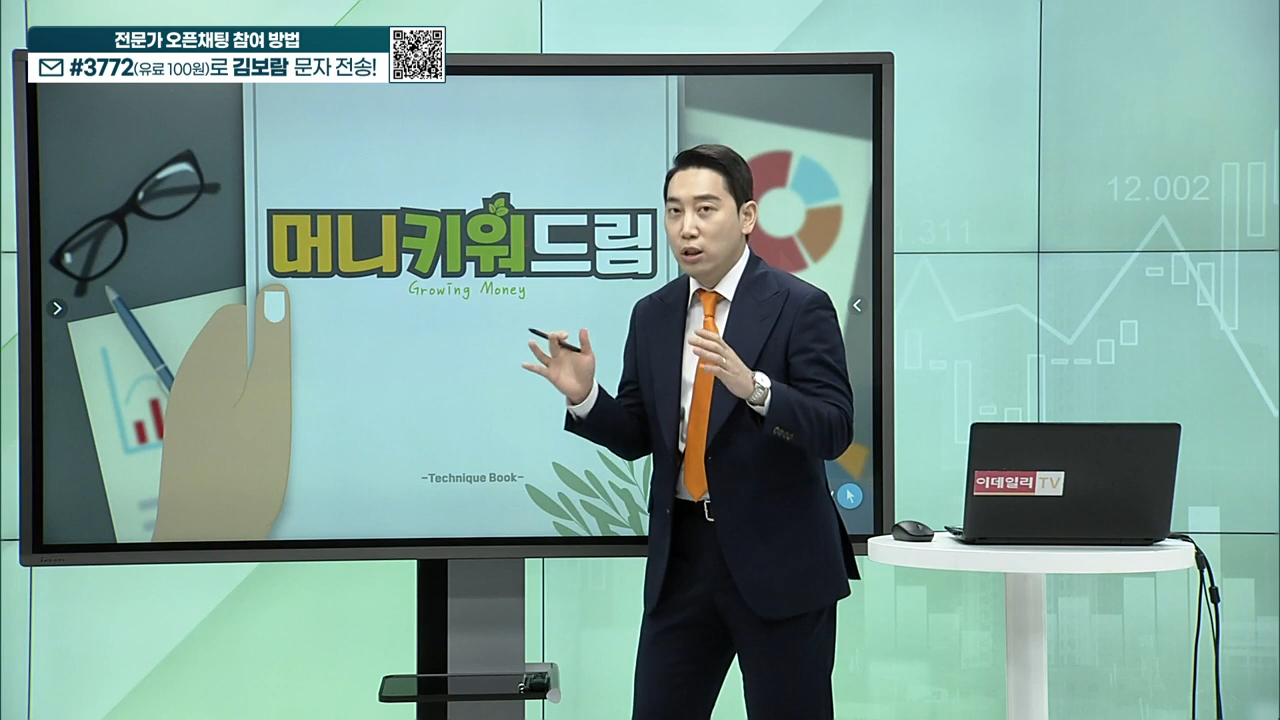 전문가 오픈채팅 참여 방법
#3772(유료 100원)로 김보람 문자 전송!
머니키워드림
Growing Money
-Technique Book-
12.002
1.311
이데일리TV